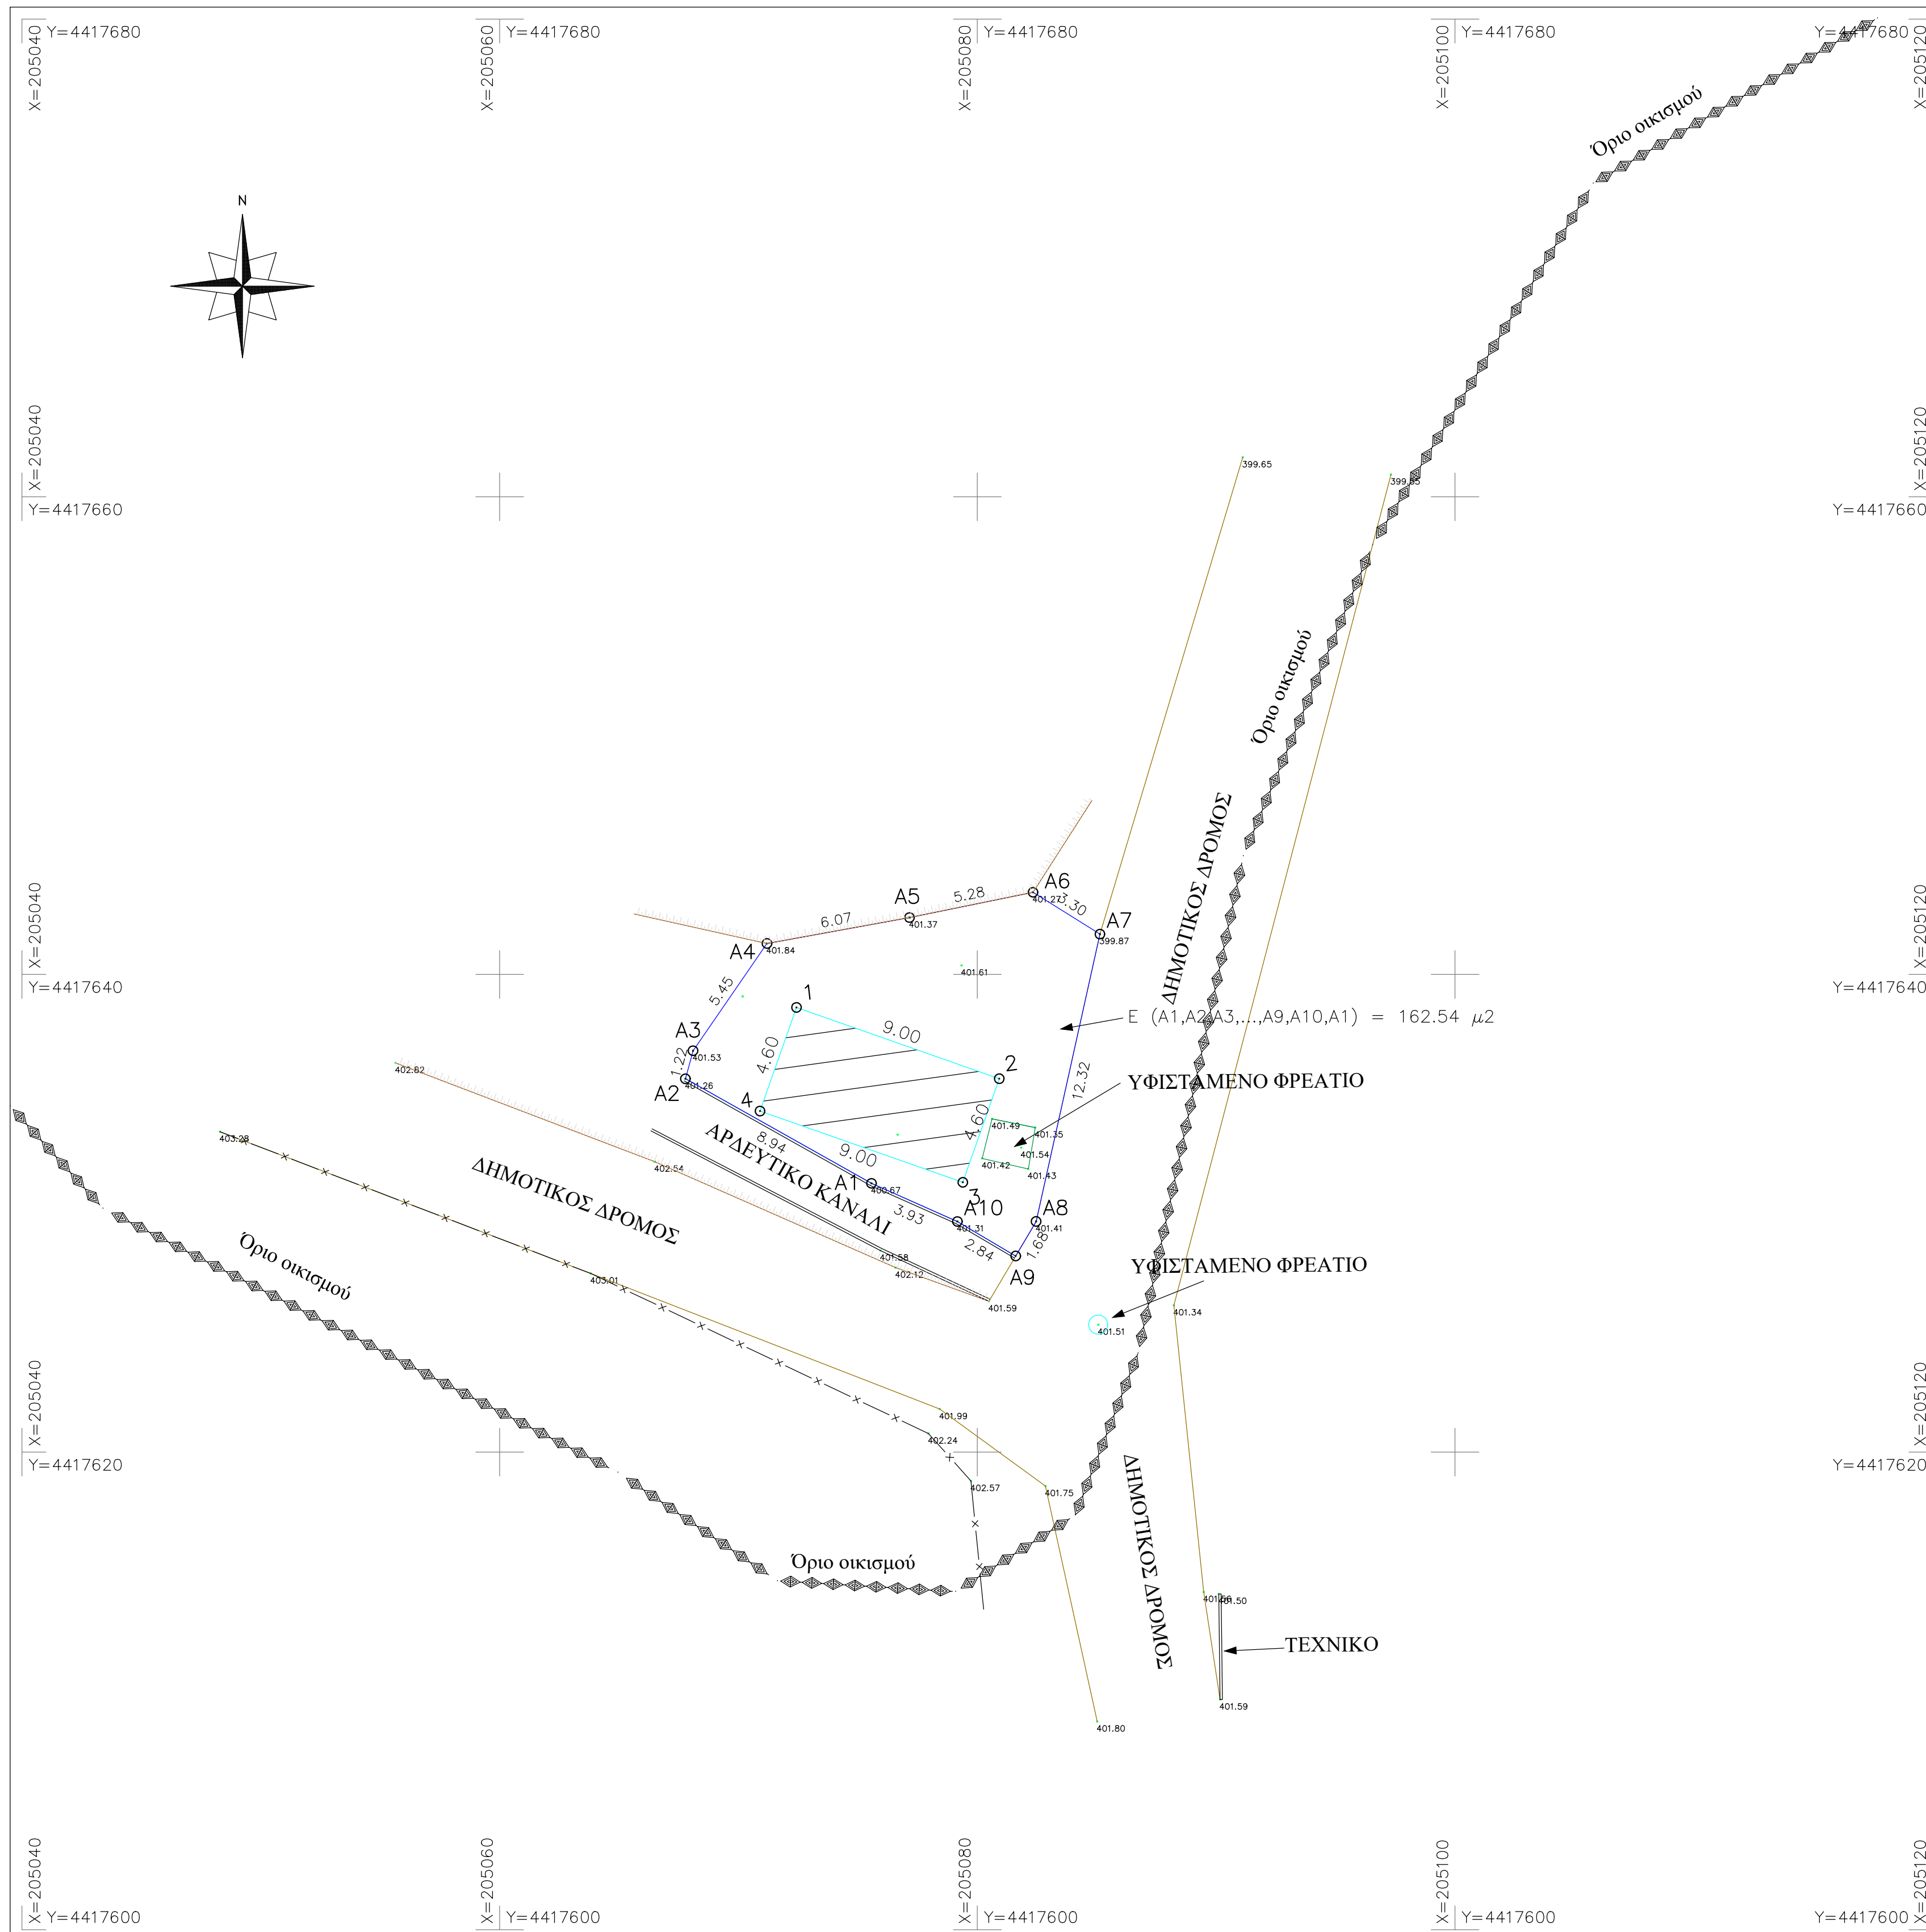 Y=4417680
Y=4417680
Y=4417680
Y=4417680
Y=4417680
X=205040
X=205060
X=205080
X=205100
X=205120
Όριο οικισμού
N
X=205040
X=205120
399.65
Y=4417660
Y=4417660
Όριο οικισμού
ΔΗΜΟΤΙΚΟΣ ΔΡΟΜΟΣ
A6
401.27
3.30
5.28
A5
401.37
6.07
A7
399.87
A4
401.84
X=205040
X=205120
401.61
Y=4417640
Y=4417640
5.45
1
9.00
E (A1,A2,A3,...,A9,A10,A1) = 162.54 μ2
A3
401.53
1.22
4.60
2
12.32
ΥΦΙΣΤΑΜΕΝΟ ΦΡΕΑΤΙΟ
A2
401.26
402.82
4
4.60
401.49
401.35
401.54
401.42
401.43
403.28
8.94
9.00
ΑΡΔΕΥΤΙΚΟ ΚΑΝΑΛΙ
402.54
ΔΗΜΟΤΙΚΟΣ ΔΡΟΜΟΣ
A1
400.67
3
3.93
A10
401.31
A8
401.41
2.84
1.68
A9
401.58
402.12
Όριο οικισμού
403.01
401.59
ΥΦΙΣΤΑΜΕΝΟ ΦΡΕΑΤΙΟ
401.34
401.51
X=205040
X=205120
401.99
402.24
Y=4417620
Y=4417620
402.57
401.75
ΔΗΜΟΤΙΚΟΣ ΔΡΟΜΟΣ
Όριο οικισμού
401.50
ΤΕΧΝΙΚΟ
401.59
401.80
X=205040
X=205060
X=205080
X=205100
X=205120
Y=4417600
Y=4417600
Y=4417600
Y=4417600
Y=4417600